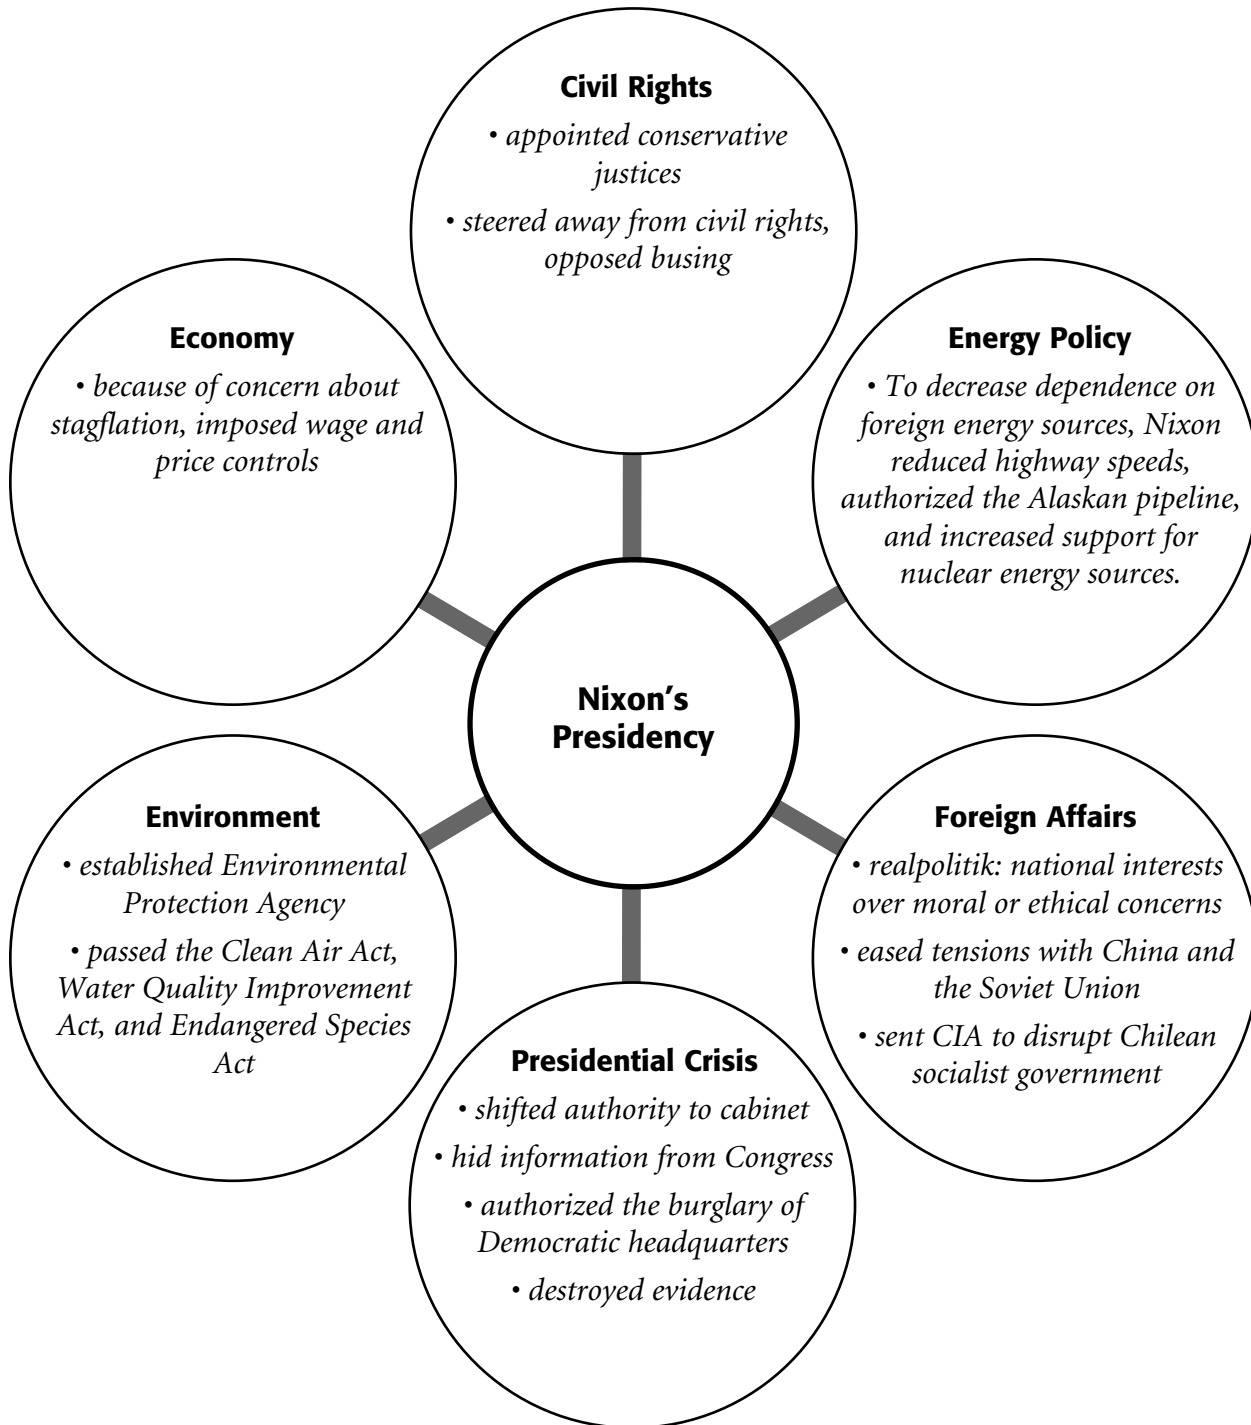 Civil Rights
• appointed conservative
justices
• steered away from civil rights,
opposed busing
Economy
• because of concern about
stagflation, imposed wage and
price controls
Energy Policy
• To decrease dependence on
foreign energy sources, Nixon
reduced highway speeds,
authorized the Alaskan pipeline,
and increased support for
nuclear energy sources.
Nixon’s
Presidency
Environment
• established Environmental
Protection Agency
• passed the Clean Air Act,
Water Quality Improvement
Act, and Endangered Species
Act
Foreign Affairs
• realpolitik: national interests
over moral or ethical concerns
• eased tensions with China and
the Soviet Union
• sent CIA to disrupt Chilean
socialist government
Presidential Crisis
• shifted authority to cabinet
• hid information from Congress
• authorized the burglary of
Democratic headquarters
• destroyed evidence